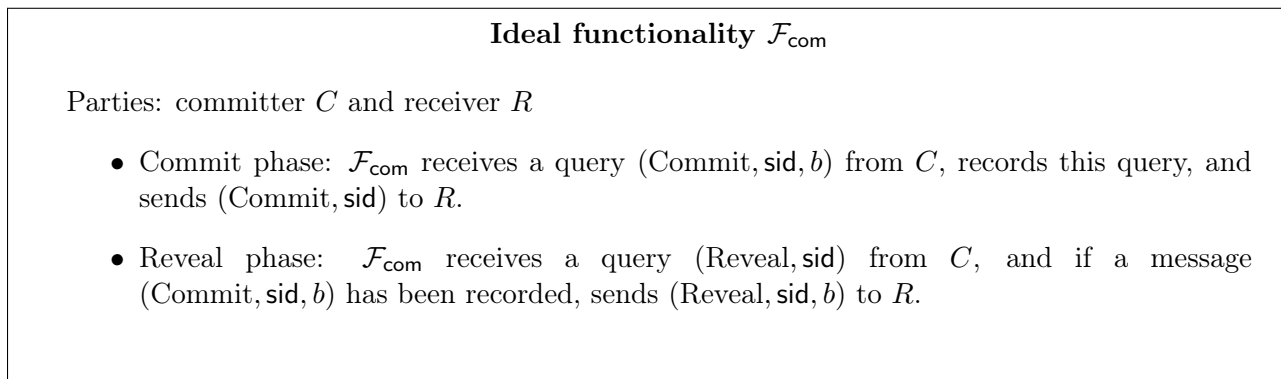 Ideal functionality 𝓕com
Parties: committer C and receiver R
• Commit phase: 𝓕com receives a query (Commit, sid, b) from C, records this query, and
sends (Commit, sid) to R.
• Reveal phase: 𝓕com receives a query (Reveal, sid) from C, and if a message
(Commit, sid, b) has been recorded, sends (Reveal, sid, b) to R.